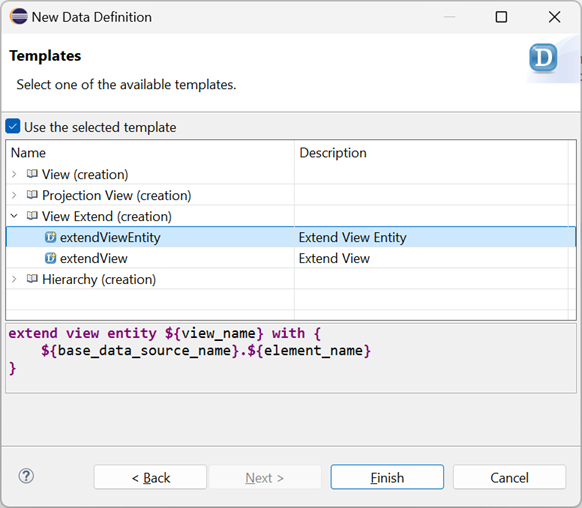 New Data Definition
Templates
Select one of the available templates.
Use the selected template
Name Description
View (creation)
Projection View (creation)
View Extend (creation)
extendViewEntity Extend View Entity
extendView Extend View
Hierarchy (creation)
extend view entity ${view_name} with {
${base_data_source_name}.${element_name}
}
< Back Next > Finish Cancel